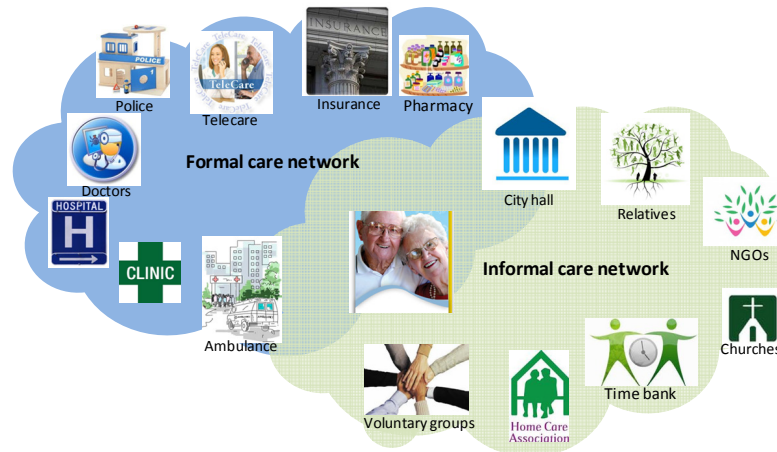 INSURANCE
POLICE
TeleCare
Police
Telecare
Insurance
Pharmacy
Doctors
Formal care network
City hall
Relatives
HOSPITAL
H
CLINIC
Ambulance
Informal care network
NGOs
Churches
Time bank
Voluntary groups
Home Care
Association